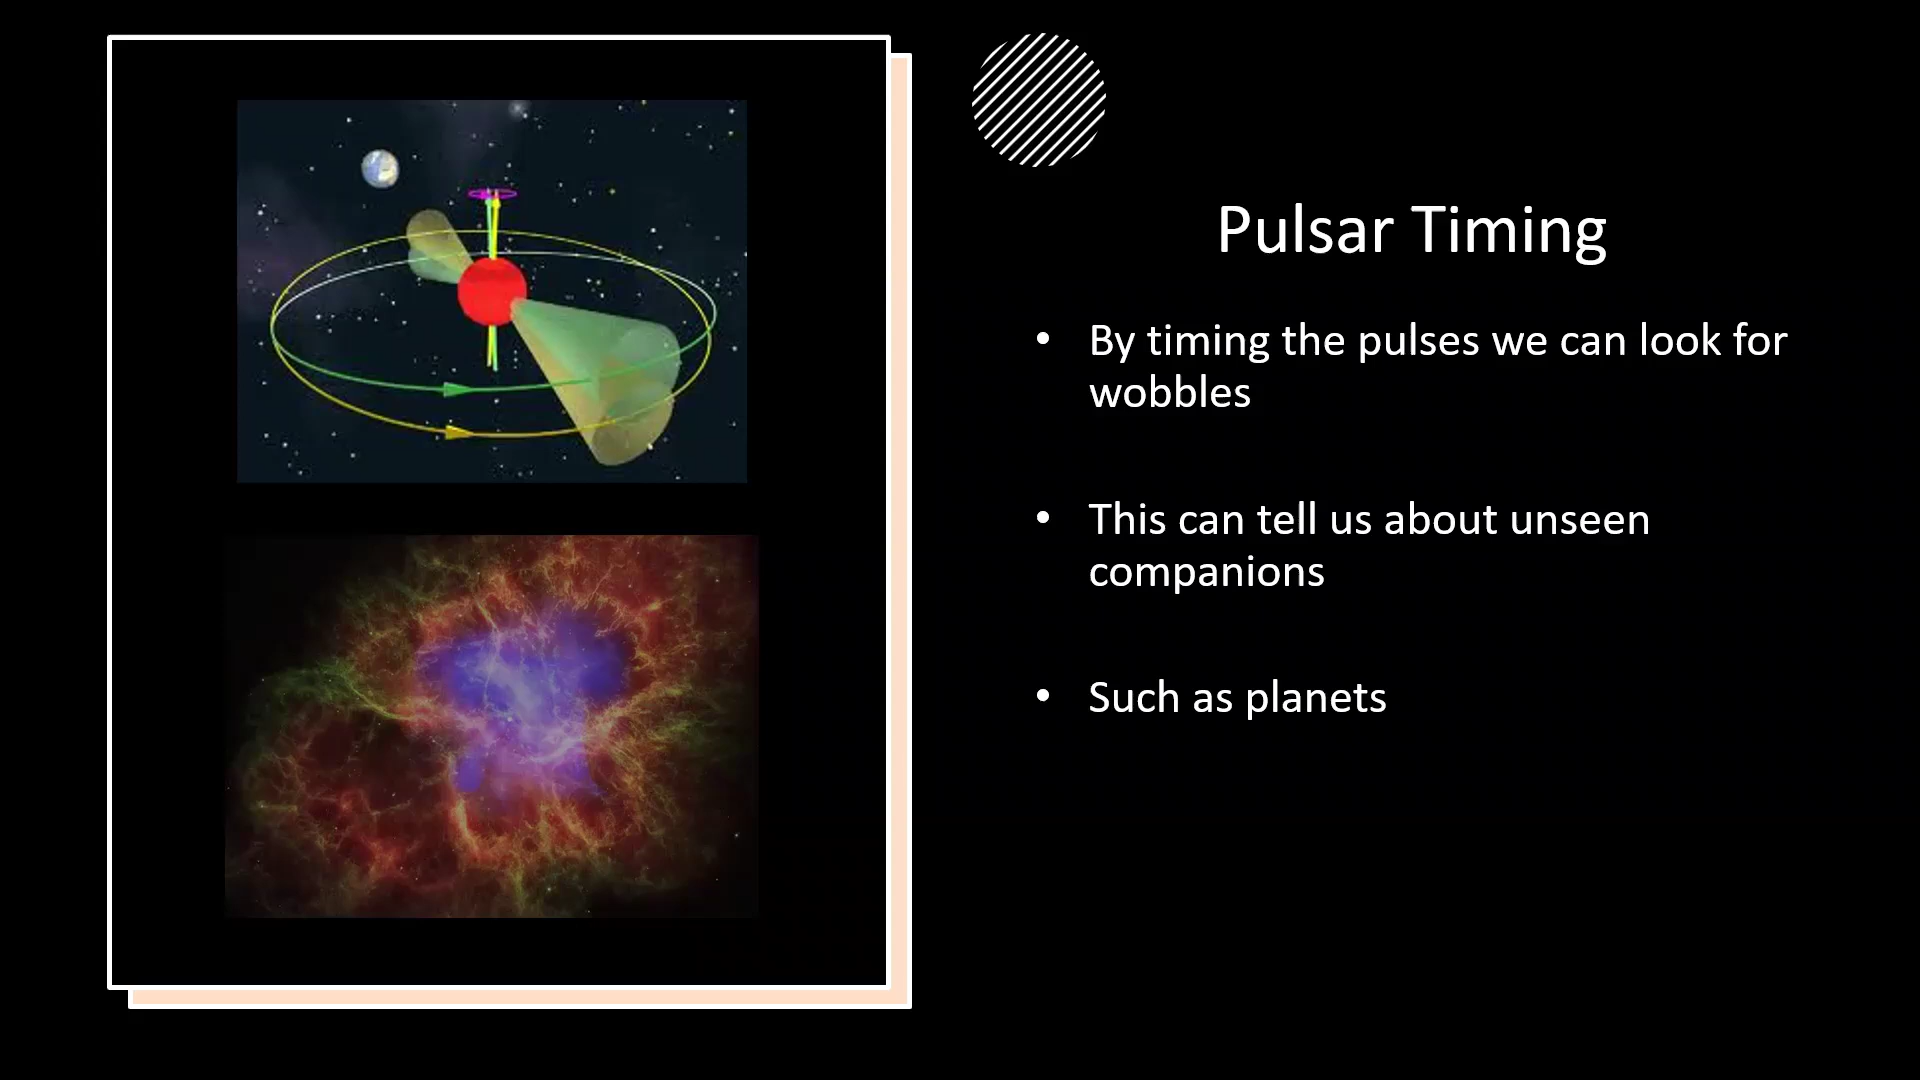 Pulsar Timing
• By timing the pulses we can look for
wobbles
• This can tell us about unseen
companions
• Such as planets